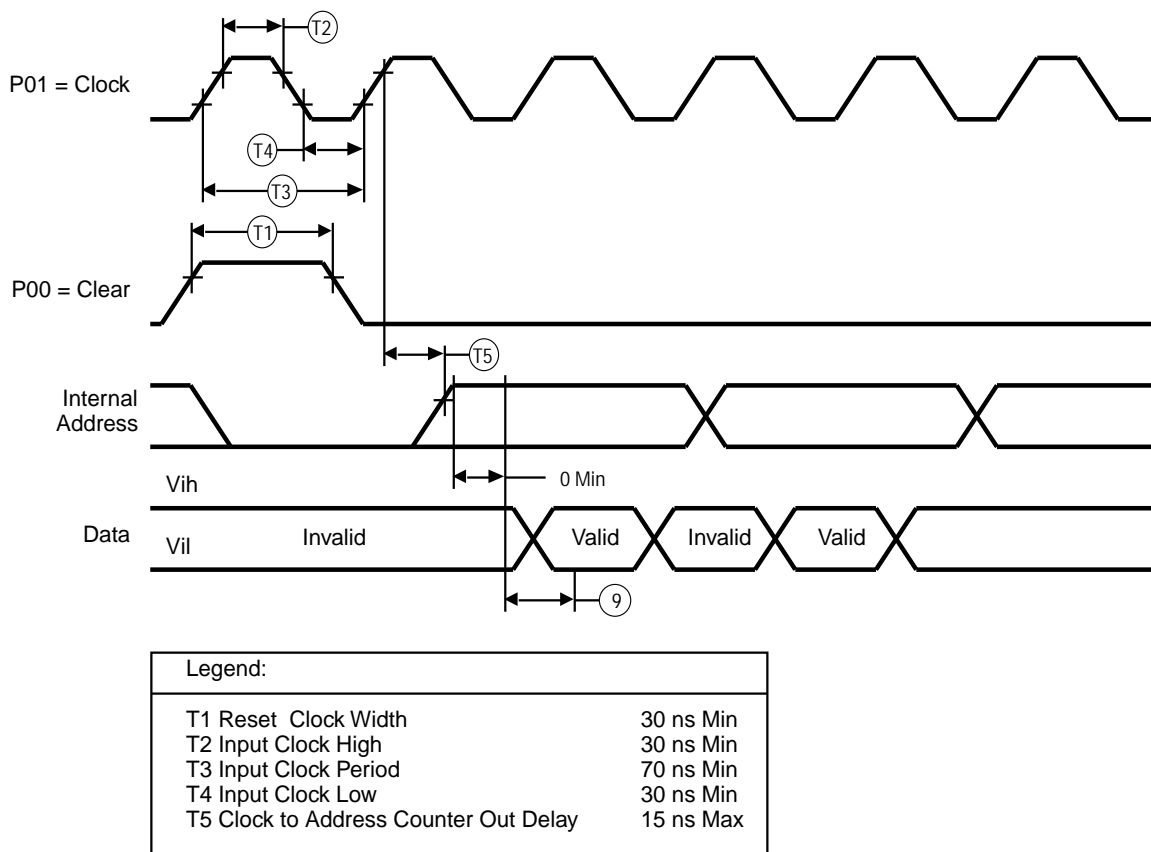 T2
P01 = Clock
T4
T3
T1
P00 = Clear
T5
Internal
Address
0 Min
Vih
Data
Vil
Invalid
Valid
Invalid
Valid
9
Legend:
T1 Reset Clock Width 30 ns Min
T2 Input Clock High 30 ns Min
T3 Input Clock Period 70 ns Min
T4 Input Clock Low 30 ns Min
T5 Clock to Address Counter Out Delay 15 ns Max